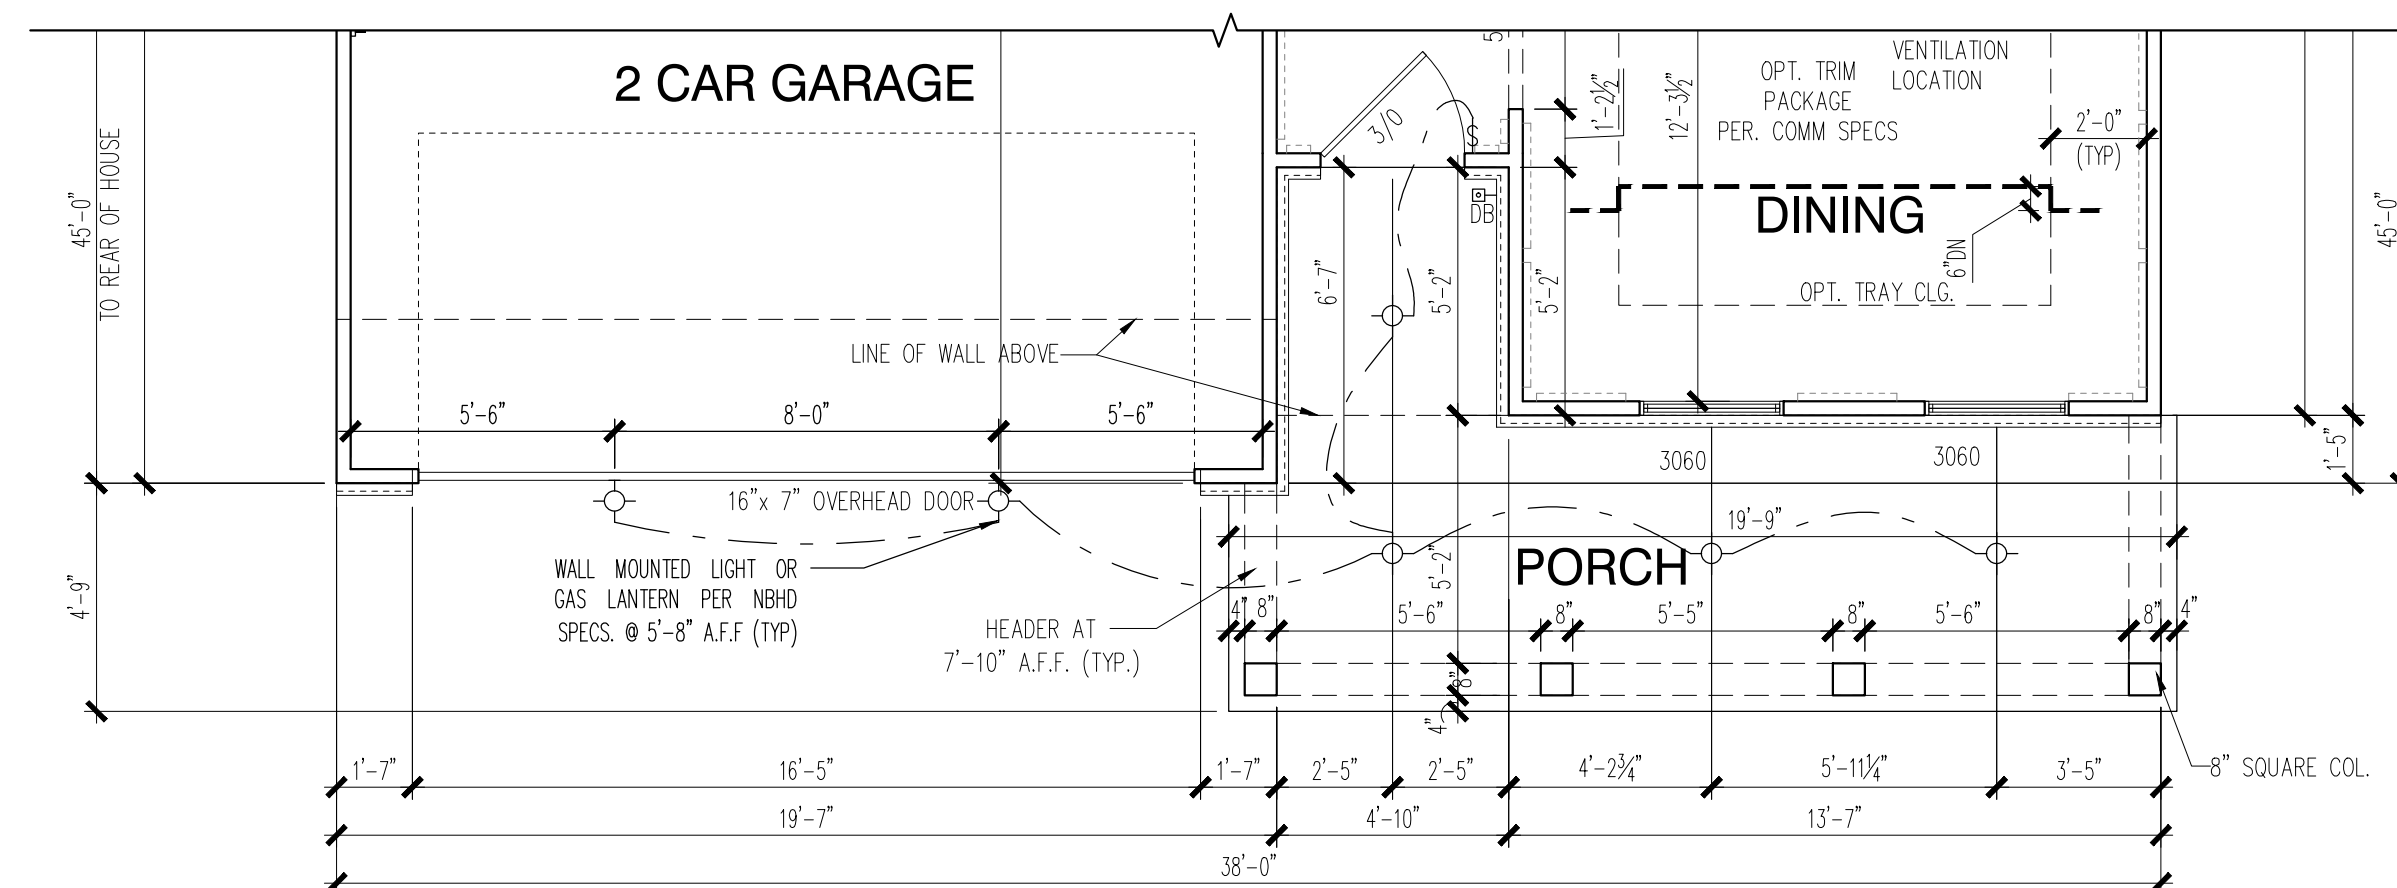 2 CAR GARAGE
45'-0"
TO REAR OF HOUSE
3/0
S
DB
1'-2½"
12'-3½"
OPT. TRIM
PACKAGE
PER. COMM SPECS
VENTILATION
LOCATION
2'-0"
(TYP)
DINING
6"DN
OPT. TRAY CLG.
45'-0"
6'-7"
5'-2"
5'-2"
LINE OF WALL ABOVE
5'-6"
8'-0"
5'-6"
3060
3060
1'-5"
16"x 7" OVERHEAD DOOR
19'-9"
PORCH
WALL MOUNTED LIGHT OR
GAS LANTERN PER NBHD
SPECS. @ 5'-8" A.F.F (TYP)
4'-9"
5'-2"
4"
8"
5'-6"
8"
5'-5"
8"
5'-6"
8"
4"
HEADER AT
7'-10" A.F.F. (TYP.)
8"
4"
8" SQUARE COL.
1'-7"
16'-5"
1'-7"
2'-5"
2'-5"
4'-2¾"
5'-11¼"
3'-5"
19'-7"
4'-10"
13'-7"
38'-0"